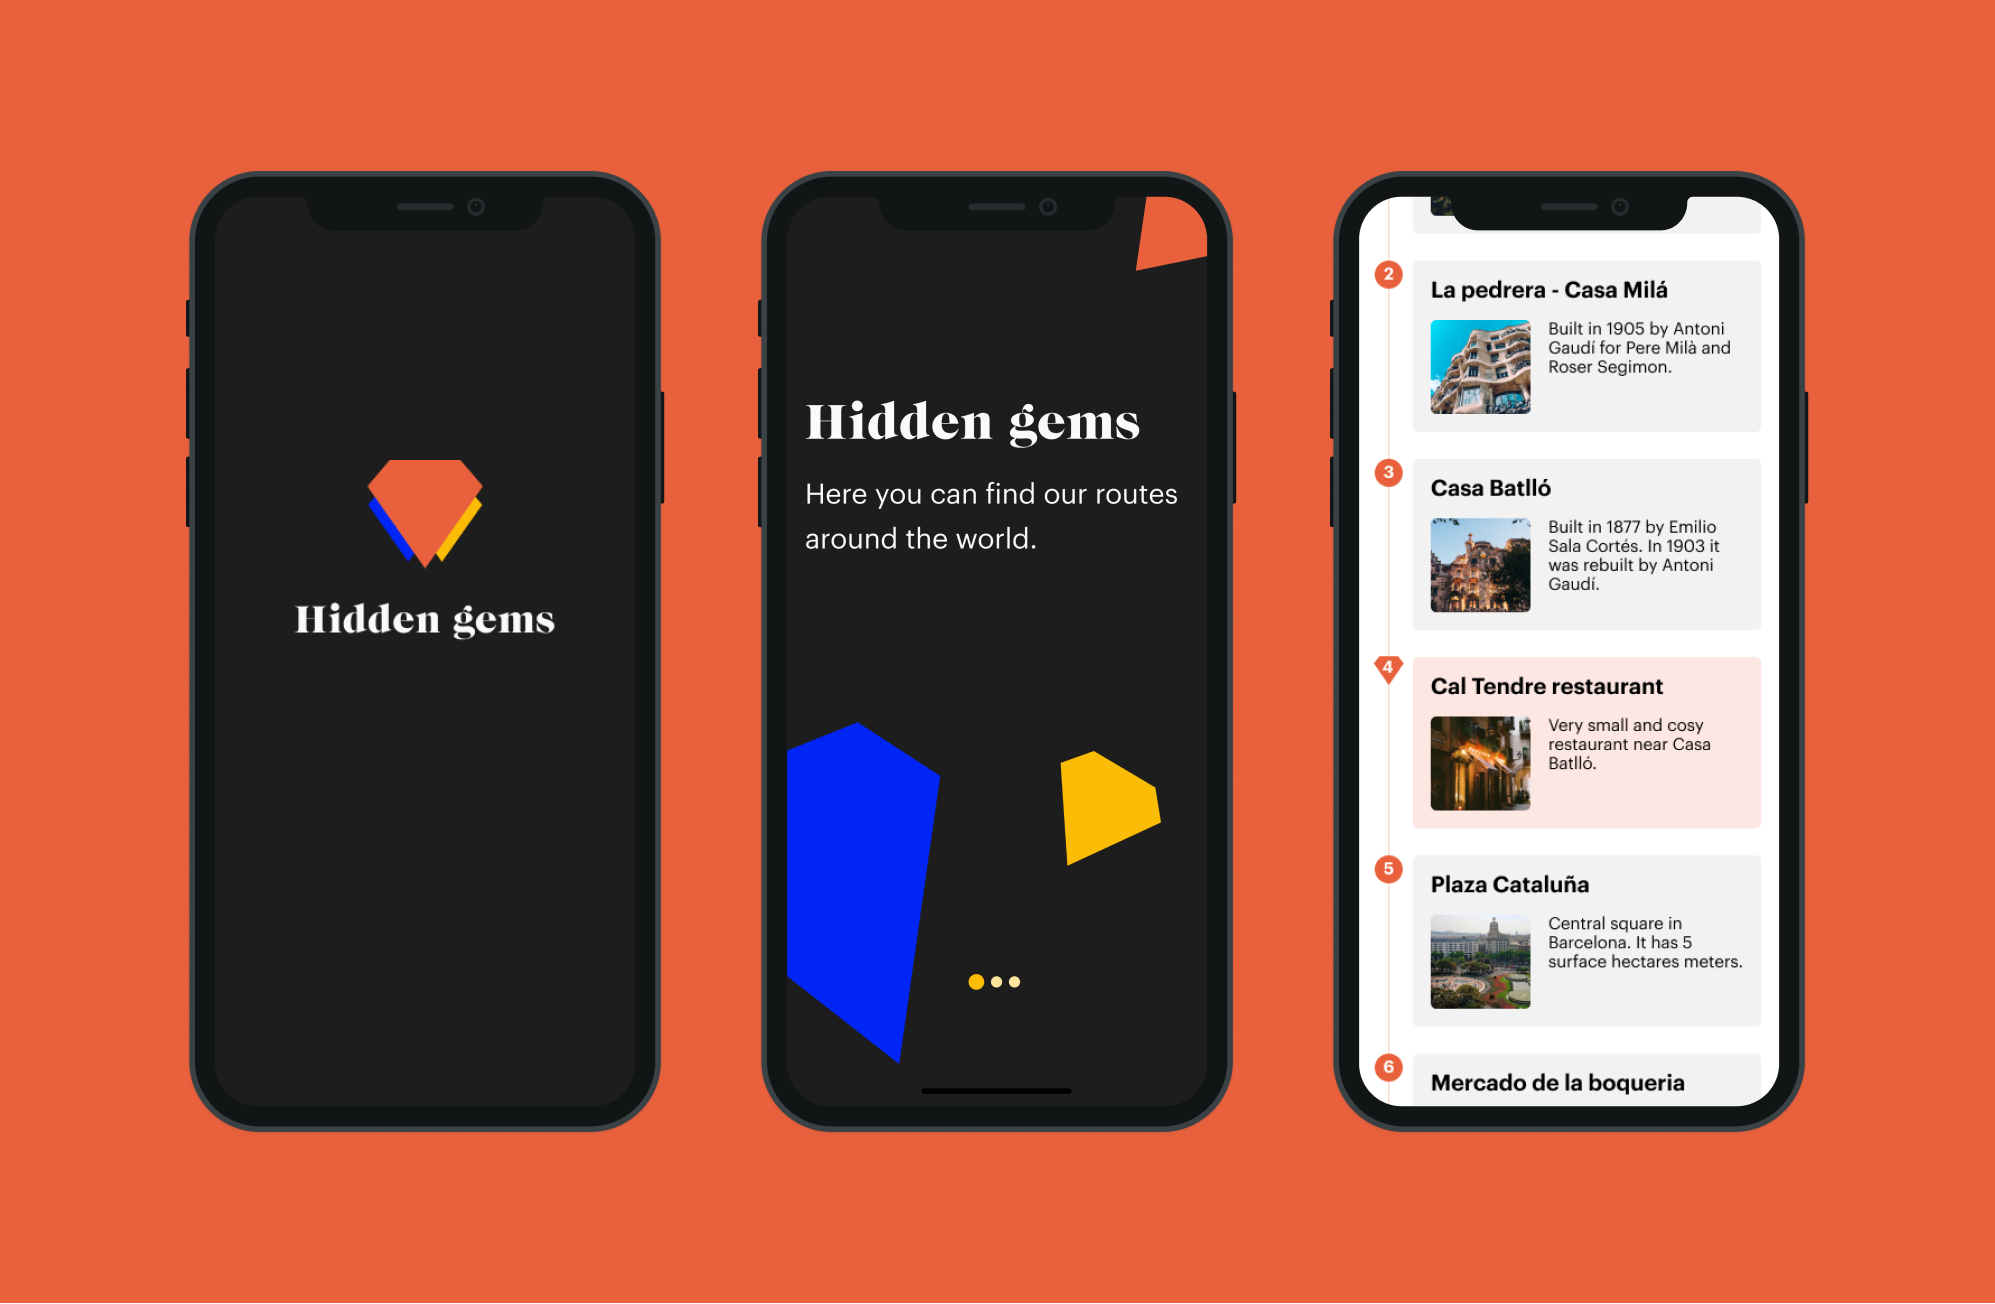 Hidden gems
Hidden gems
Here you can find our routes
around the world.
2
La pedrera - Casa Milá
Built in 1905 by Antoni
Gaudí for Pere Milà and
Roser Segimon.
3
Casa Batlló
Built in 1877 by Emilio
Sala Cortés. In 1903 it
was rebuilt by Antoni
Gaudí.
4
Cal Tendre restaurant
Very small and cosy
restaurant near Casa
Batlló.
5
Plaza Cataluña
Central square in
Barcelona. It has 5
surface hectares meters.
6
Mercado de la boqueria